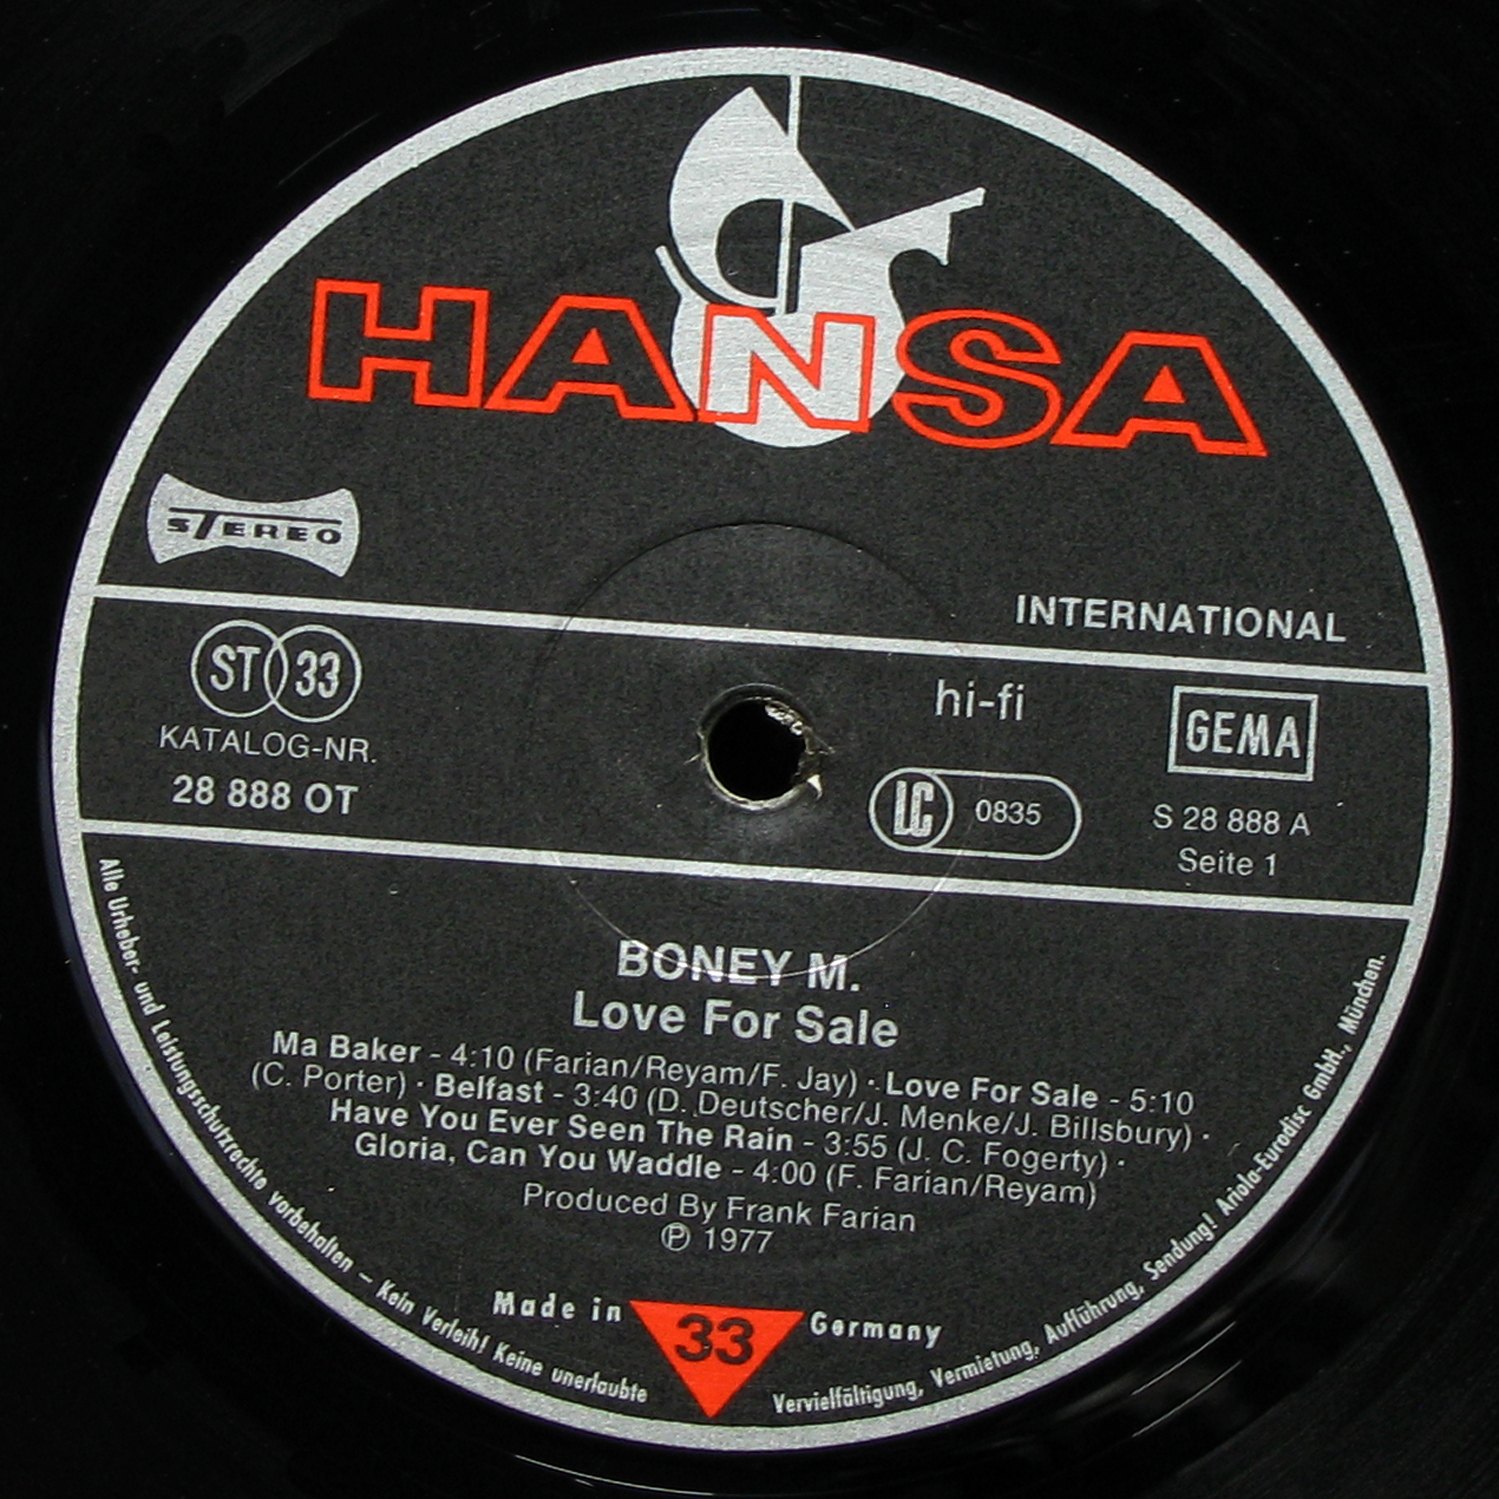 HANSA
STEREO
INTERNATIONAL
ST 33
KATALOG-NR.
28 888 OT
hi-fi
LC 0835
GEMA
S 28 888 A
Seite 1
BONEY M.
Love For Sale
Ma Baker - 4:10 (Farian/Reyam/F. Jay) · Love For Sale - 5:10
(C. Porter) · Belfast - 3:40 (D. Deutscher/J. Menke/J. Billsbury) ·
Have You Ever Seen The Rain - 3:55 (J. C. Fogerty) ·
Gloria, Can You Waddle - 4:00 (F. Farian/Reyam)
Produced By Frank Farian
℗ 1977
Made in 33 Germany
Alle Urheber- und Leistungsschutzrechte vorbehalten – Kein Verleih! Keine unerlaubte Vervielfältigung, Vermietung, Aufführung, Sendung! Ariola-Eurodisc GmbH., München.